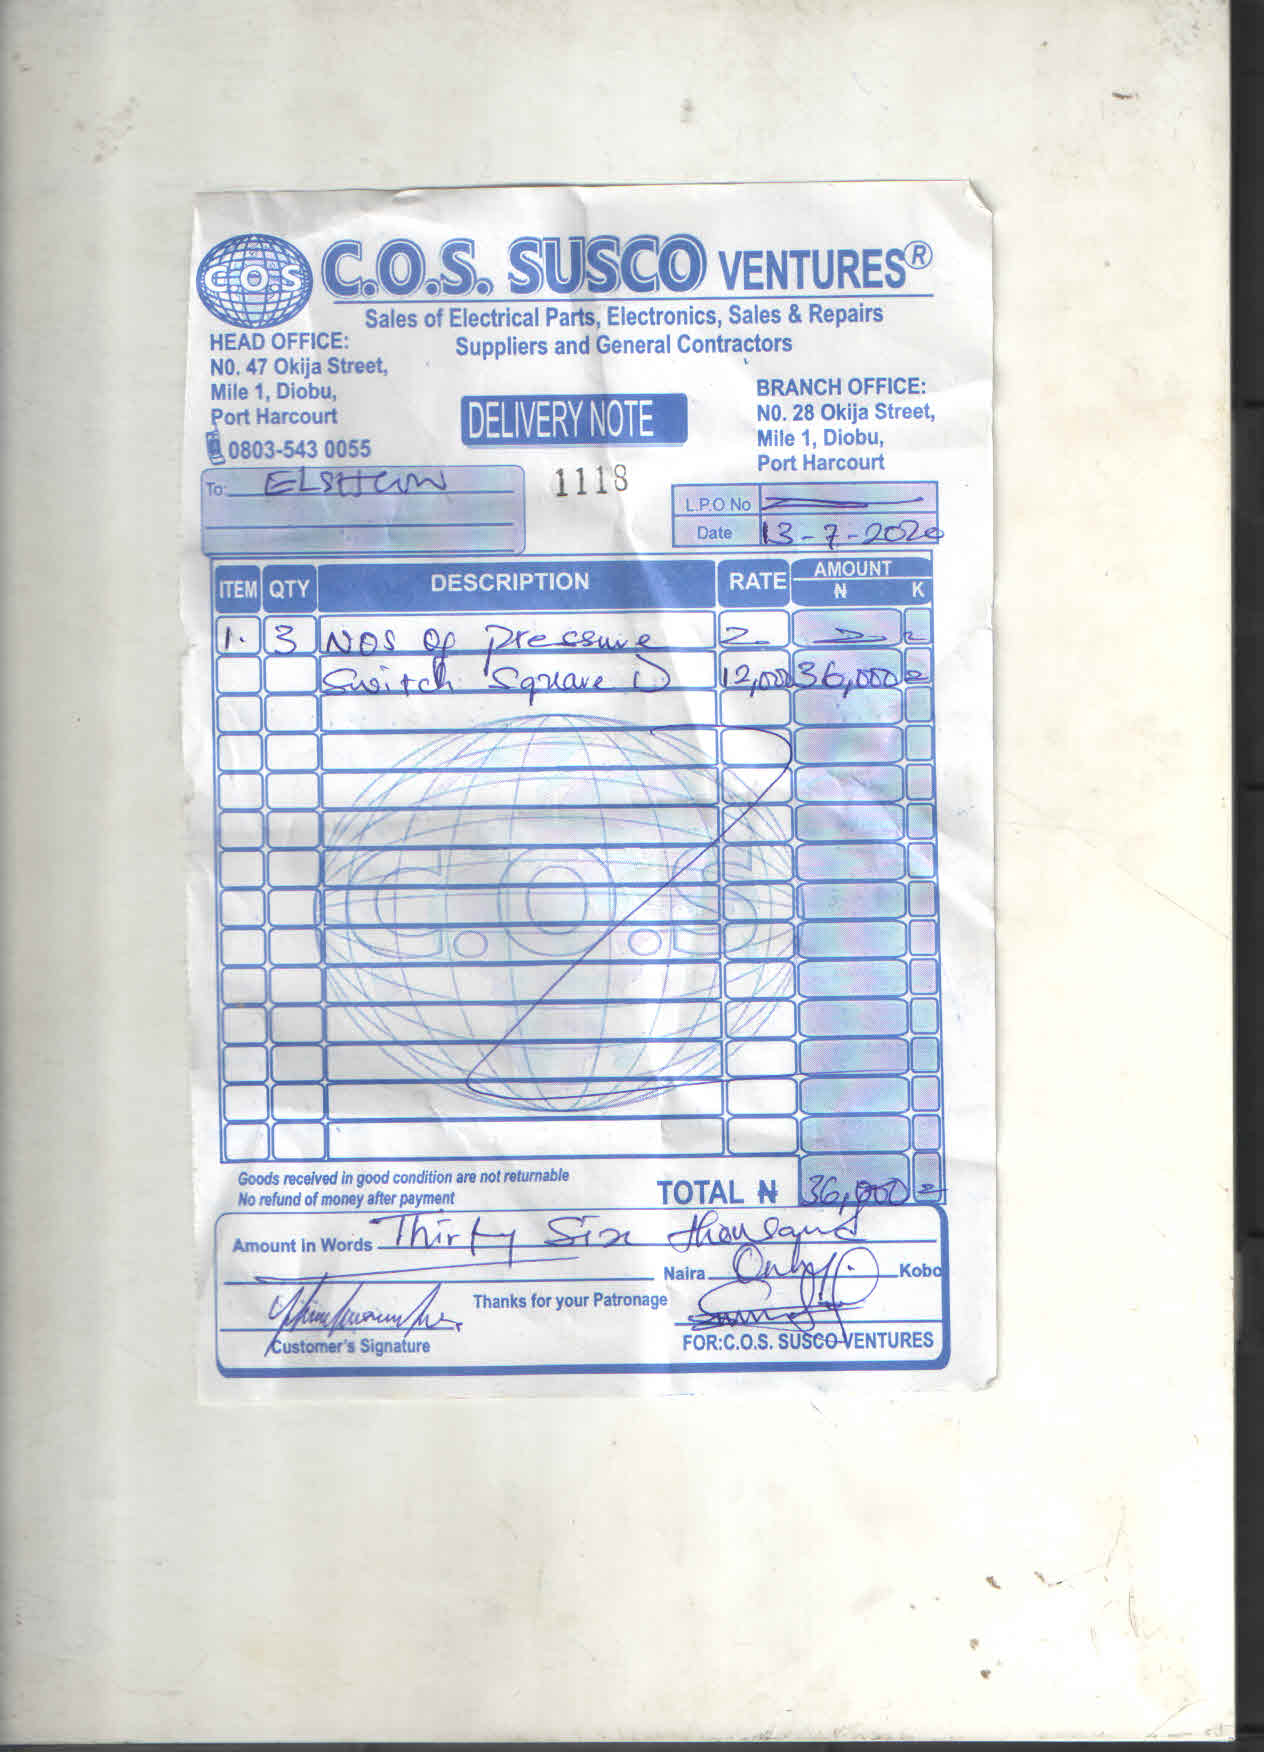 C.O.S
C.O.S. SUSCO VENTURES®
Sales of Electrical Parts, Electronics, Sales & Repairs
Suppliers and General Contractors
HEAD OFFICE:
N0. 47 Okija Street,
Mile 1, Diobu,
Port Harcourt
0803-543 0055
BRANCH OFFICE:
N0. 28 Okija Street,
Mile 1, Diobu,
Port Harcourt
DELIVERY NOTE
1118
To:
L.P.O No
Date 13-7-2020
ITEM QTY DESCRIPTION RATE AMOUNT
₦ K
1. 3 NOS of pressure
Switch Square D 12,000 36,000 =
C.O.S
Goods received in good condition are not returnable
No refund of money after payment
TOTAL ₦ 36,000 =
Amount in Words Thirty Six thousand
Naira Only Kobo
Thanks for your Patronage
Customer's Signature
FOR:C.O.S. SUSCO VENTURES